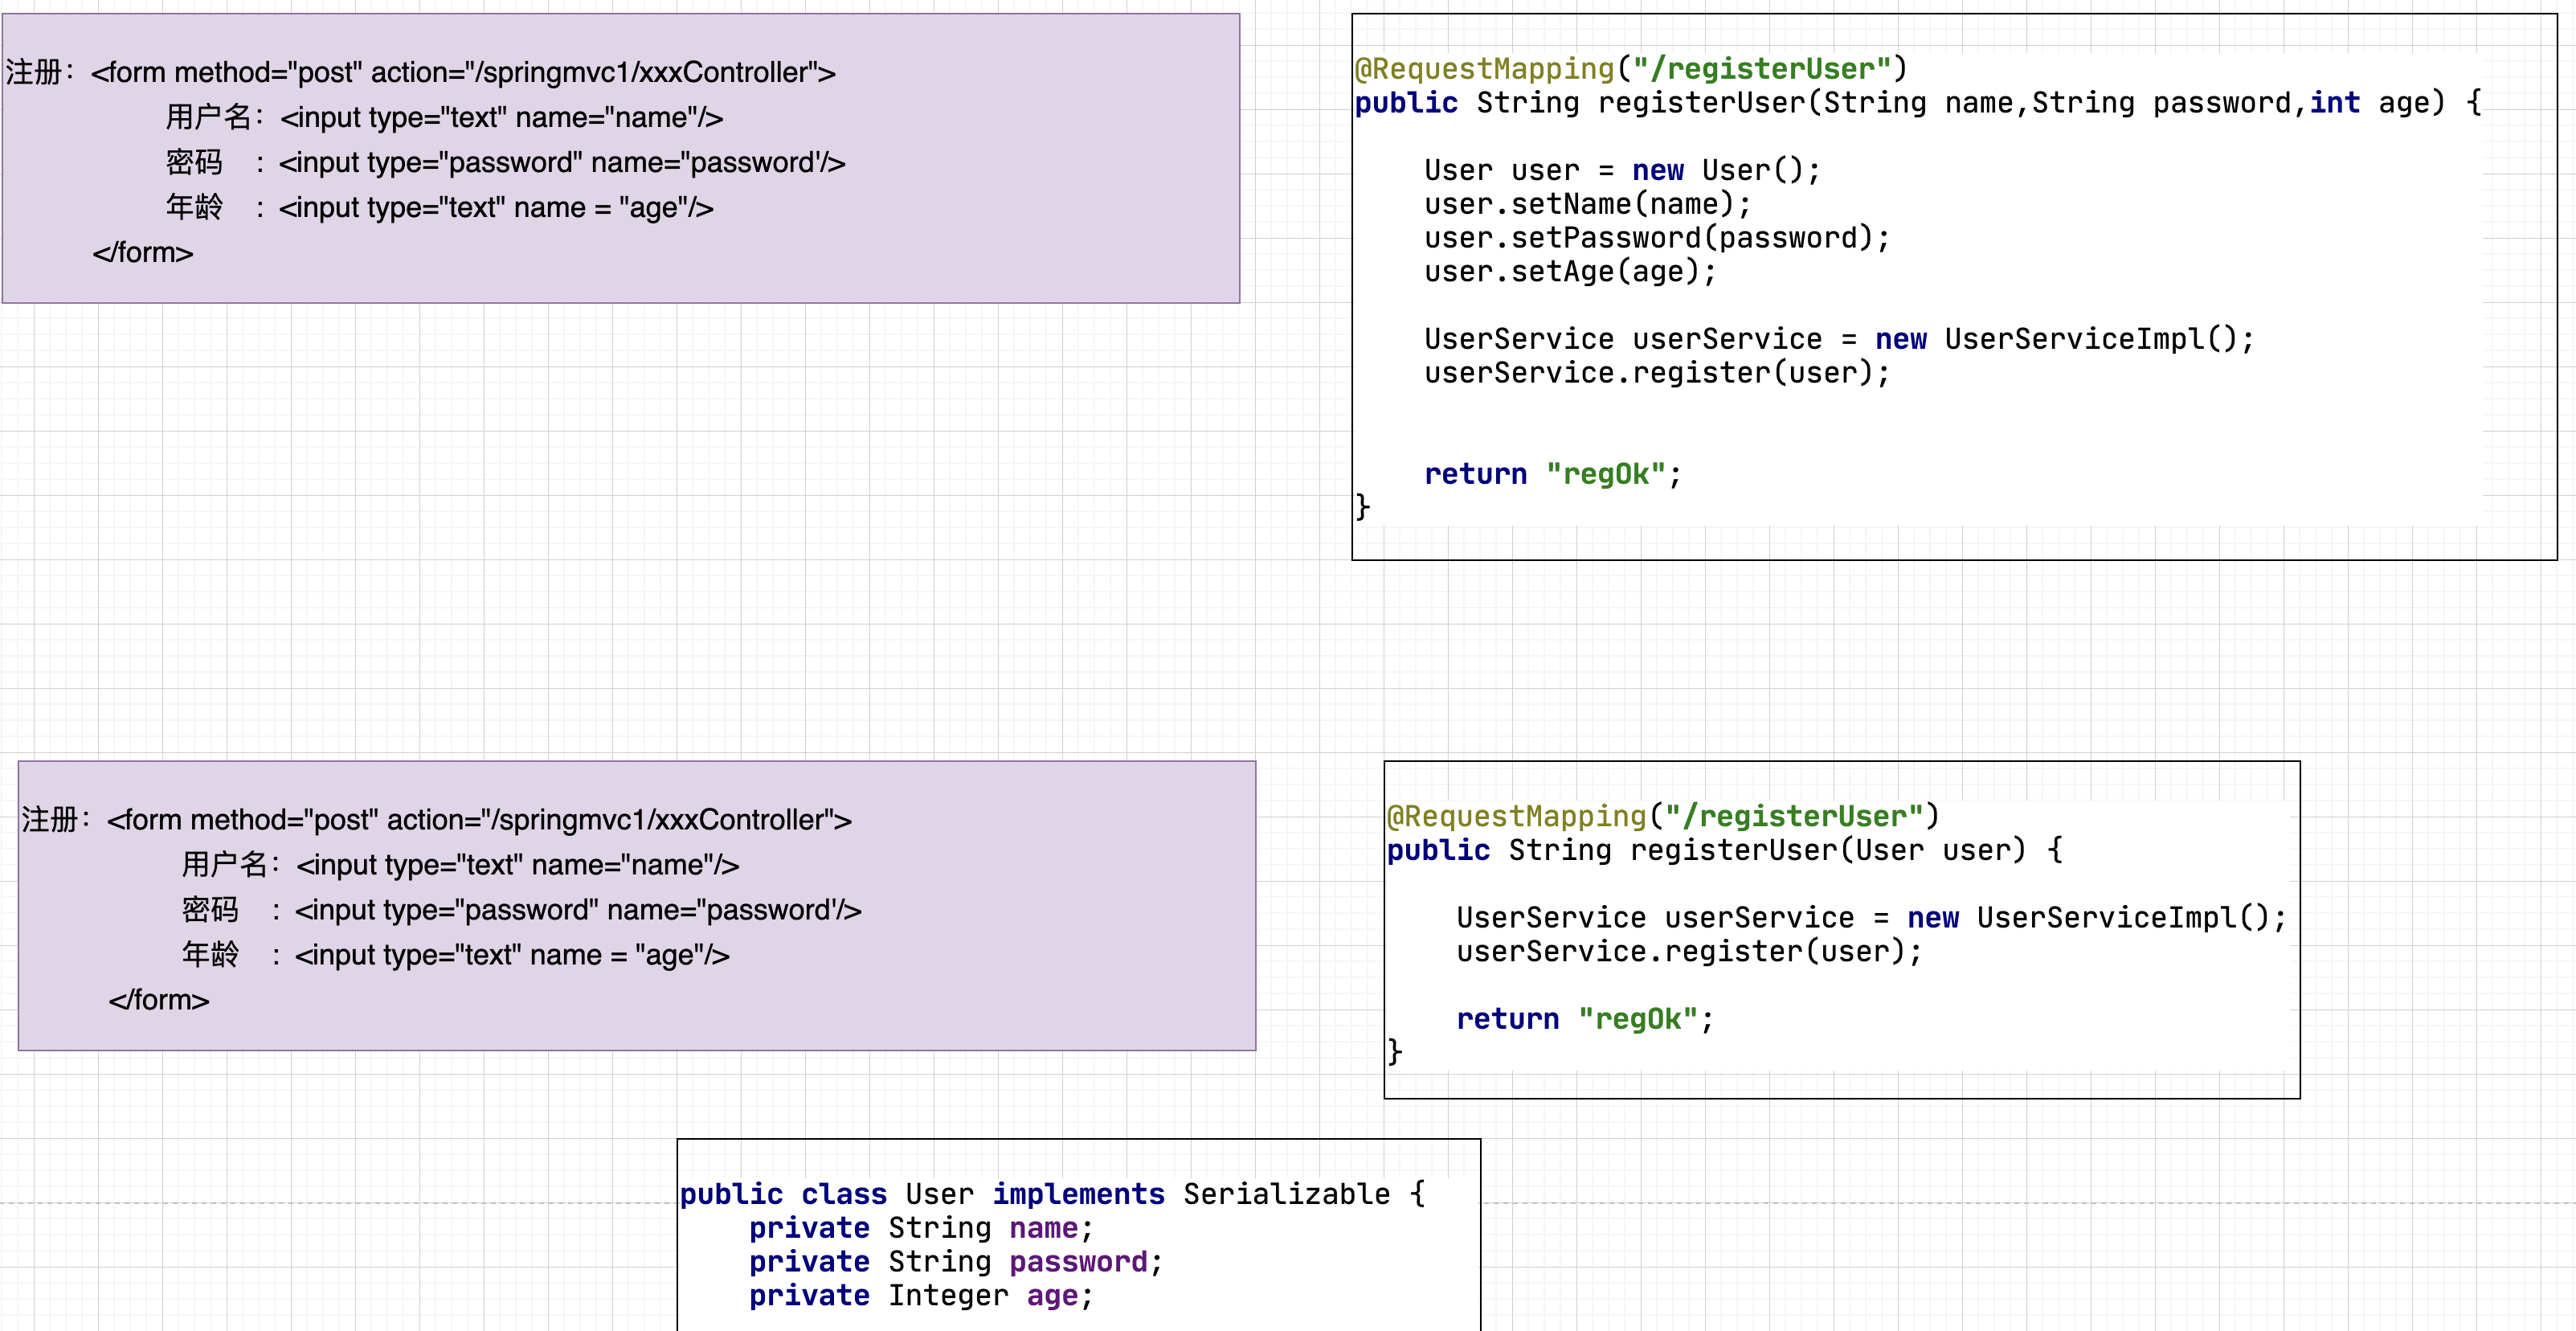 注册：<form method="post" action="/springmvc1/xxxController">
用户名：<input type="text" name="name"/>
密码 ：<input type="password" name="password'/>
年龄 ：<input type="text" name = "age"/>
</form>
@RequestMapping("/registerUser")
public String registerUser(String name,String password,int age) {
User user = new User();
user.setName(name);
user.setPassword(password);
user.setAge(age);
UserService userService = new UserServiceImpl();
userService.register(user);
return "regOk";
}
注册：<form method="post" action="/springmvc1/xxxController">
用户名：<input type="text" name="name"/>
密码 ：<input type="password" name="password'/>
年龄 ：<input type="text" name = "age"/>
</form>
@RequestMapping("/registerUser")
public String registerUser(User user) {
UserService userService = new UserServiceImpl();
userService.register(user);
return "regOk";
}
public class User implements Serializable {
private String name;
private String password;
private Integer age;